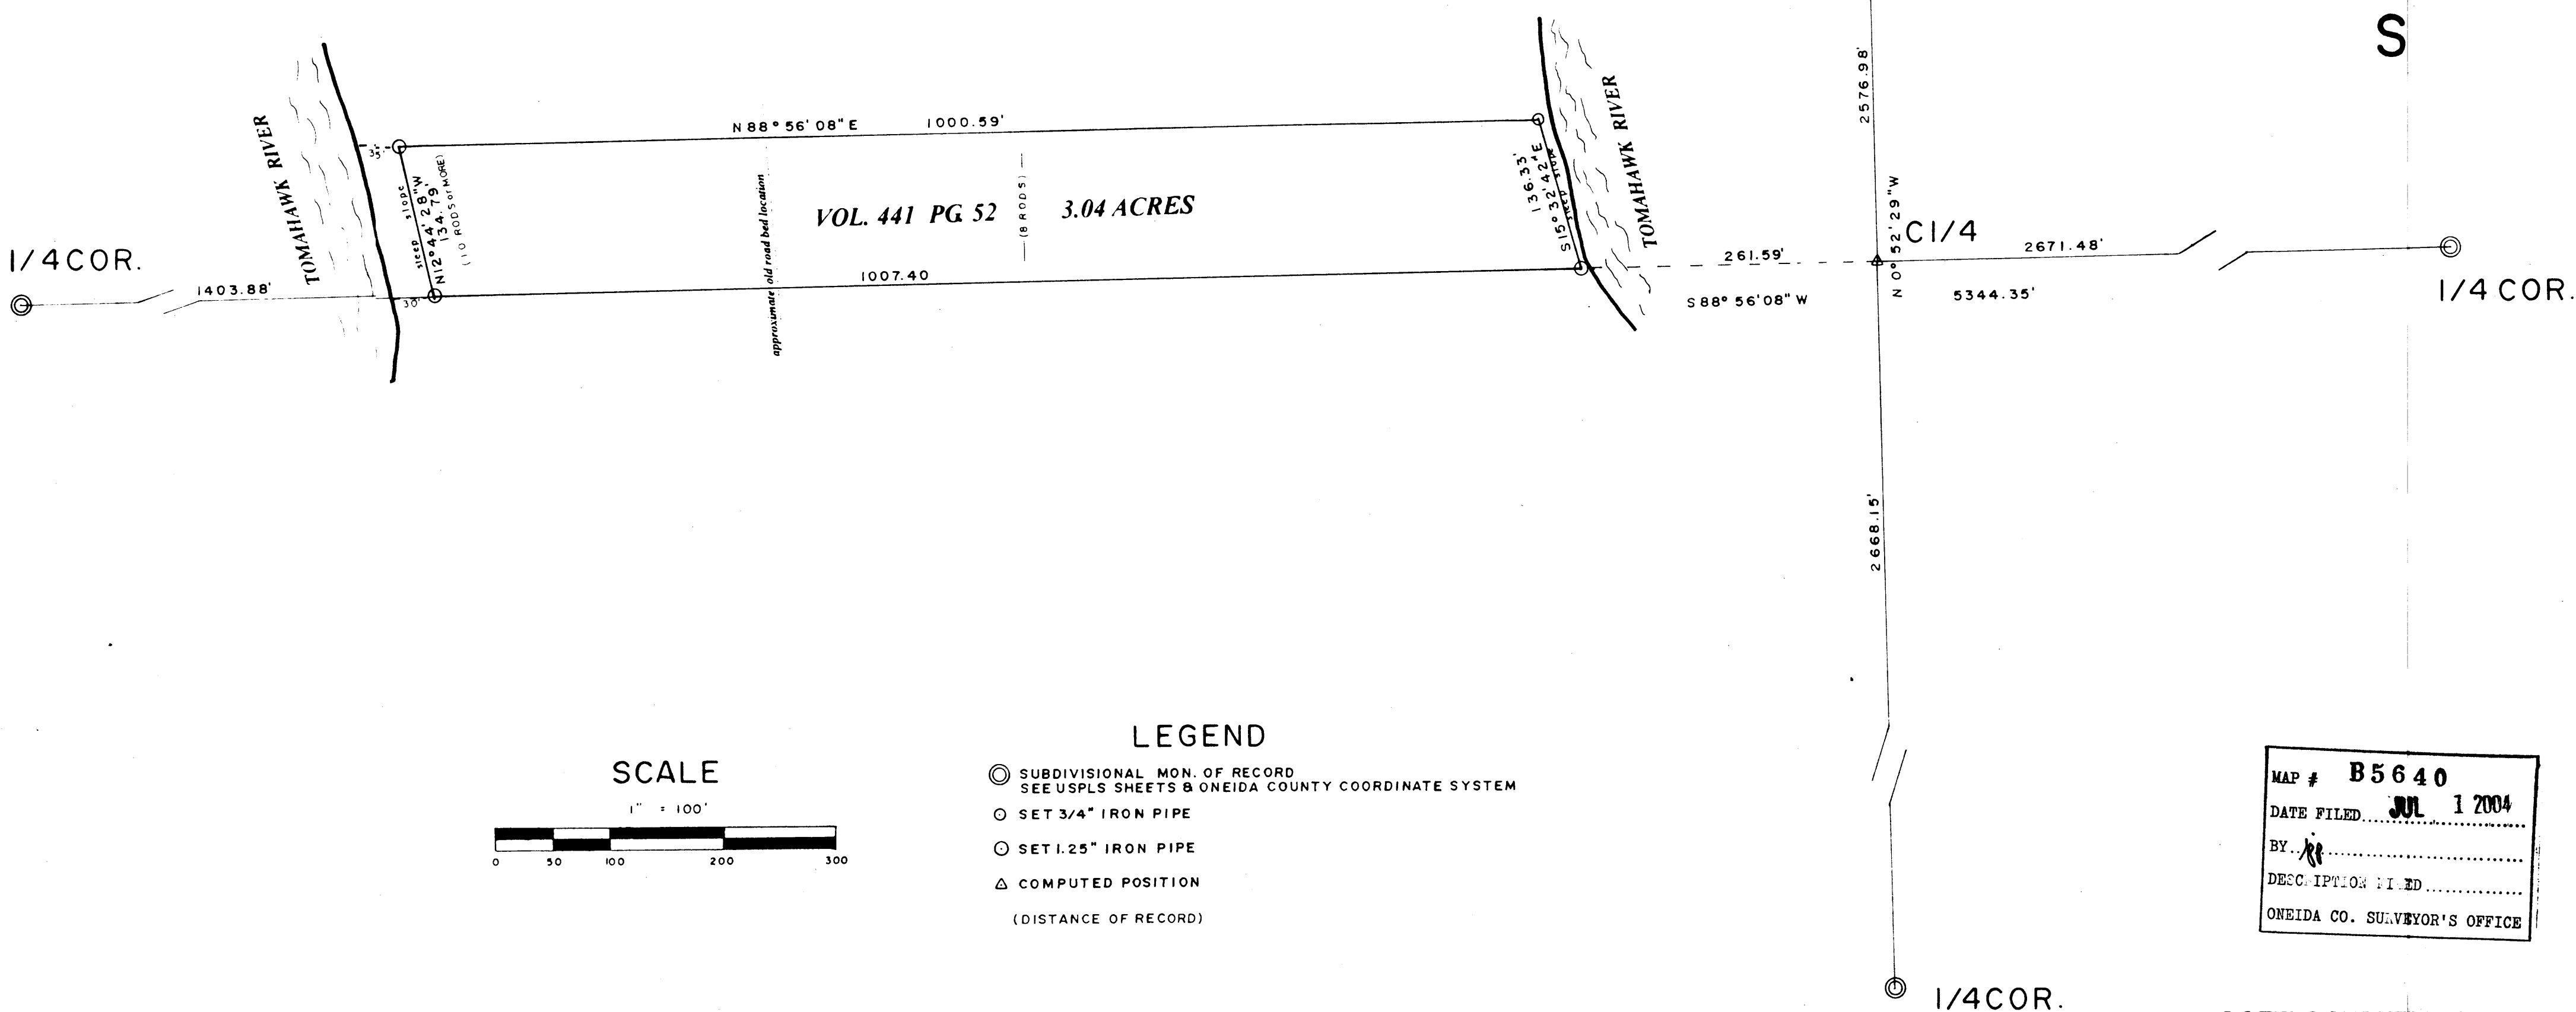 S
2576.98'
N 88° 56' 08" E 1000.59'
TOMAHAWK RIVER
35'
steep slope
N12° 44' 28" W
134.79'
(110 RODS or MORE)
approximate old road bed location
VOL. 441 PG. 52
(8 RODS)
3.04 ACRES
136.33'
S15° 32' 42" E
steep slope
TOMAHAWK RIVER
N 0° 52' 29" W
C1/4
1/4 COR.
1403.88'
30'
1007.40
261.59'
2671.48'
S 88° 56' 08" W
5344.35'
1/4 COR.
2668.15'
SCALE
1" = 100'
0 50 100 200 300
LEGEND
SUBDIVISIONAL MON. OF RECORD
SEE USPLS SHEETS & ONEIDA COUNTY COORDINATE SYSTEM
SET 3/4" IRON PIPE
SET 1.25" IRON PIPE
COMPUTED POSITION
(DISTANCE OF RECORD)
MAP # B5640
DATE FILED JUL 1 2004
BY
DESCRIPTION FILED
ONEIDA CO. SURVEYOR'S OFFICE
1/4 COR.